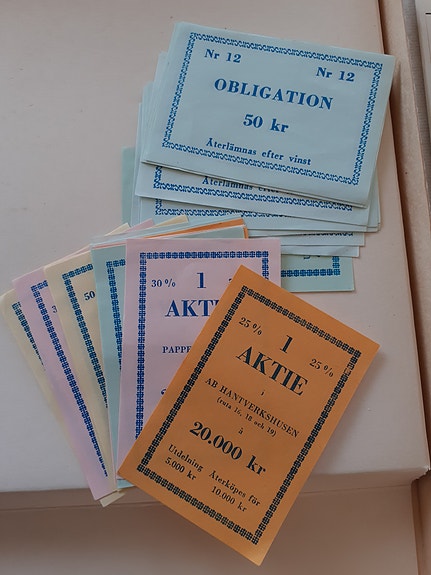 Nr 12 Nr 12
OBLIGATION
50 kr
Återlämnas efter vinst
Återlämnas efter
50
30 %
1
AKTIE
PAPPE
25 % 25 %
1
AKTIE
i
AB HANTVERKSHUSEN
(ruta 16, 18 och 19)
à
20.000 kr
Utdelning Återköpes för
5.000 kr 10.000 kr